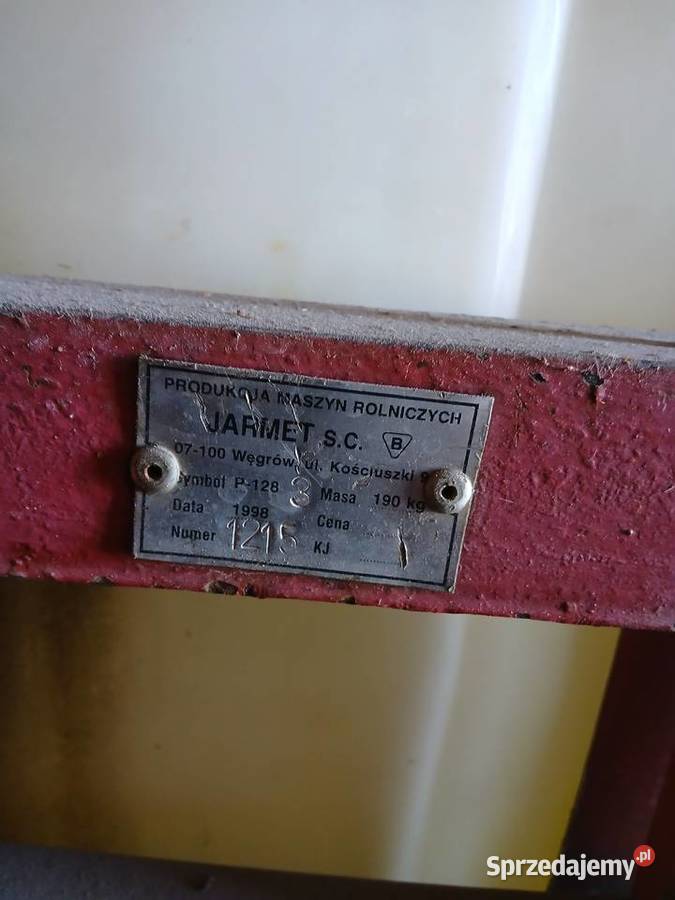 PRODUKCJA MASZYN ROLNICZYCH
JARMET S.C. B
07-100 Węgrów, ul. Kościuszki
Symbol P-128 3 Masa 190 kg
Data 1998 Cena ..........
Numer 1215 KJ ..........
Sprzedajemy.pl